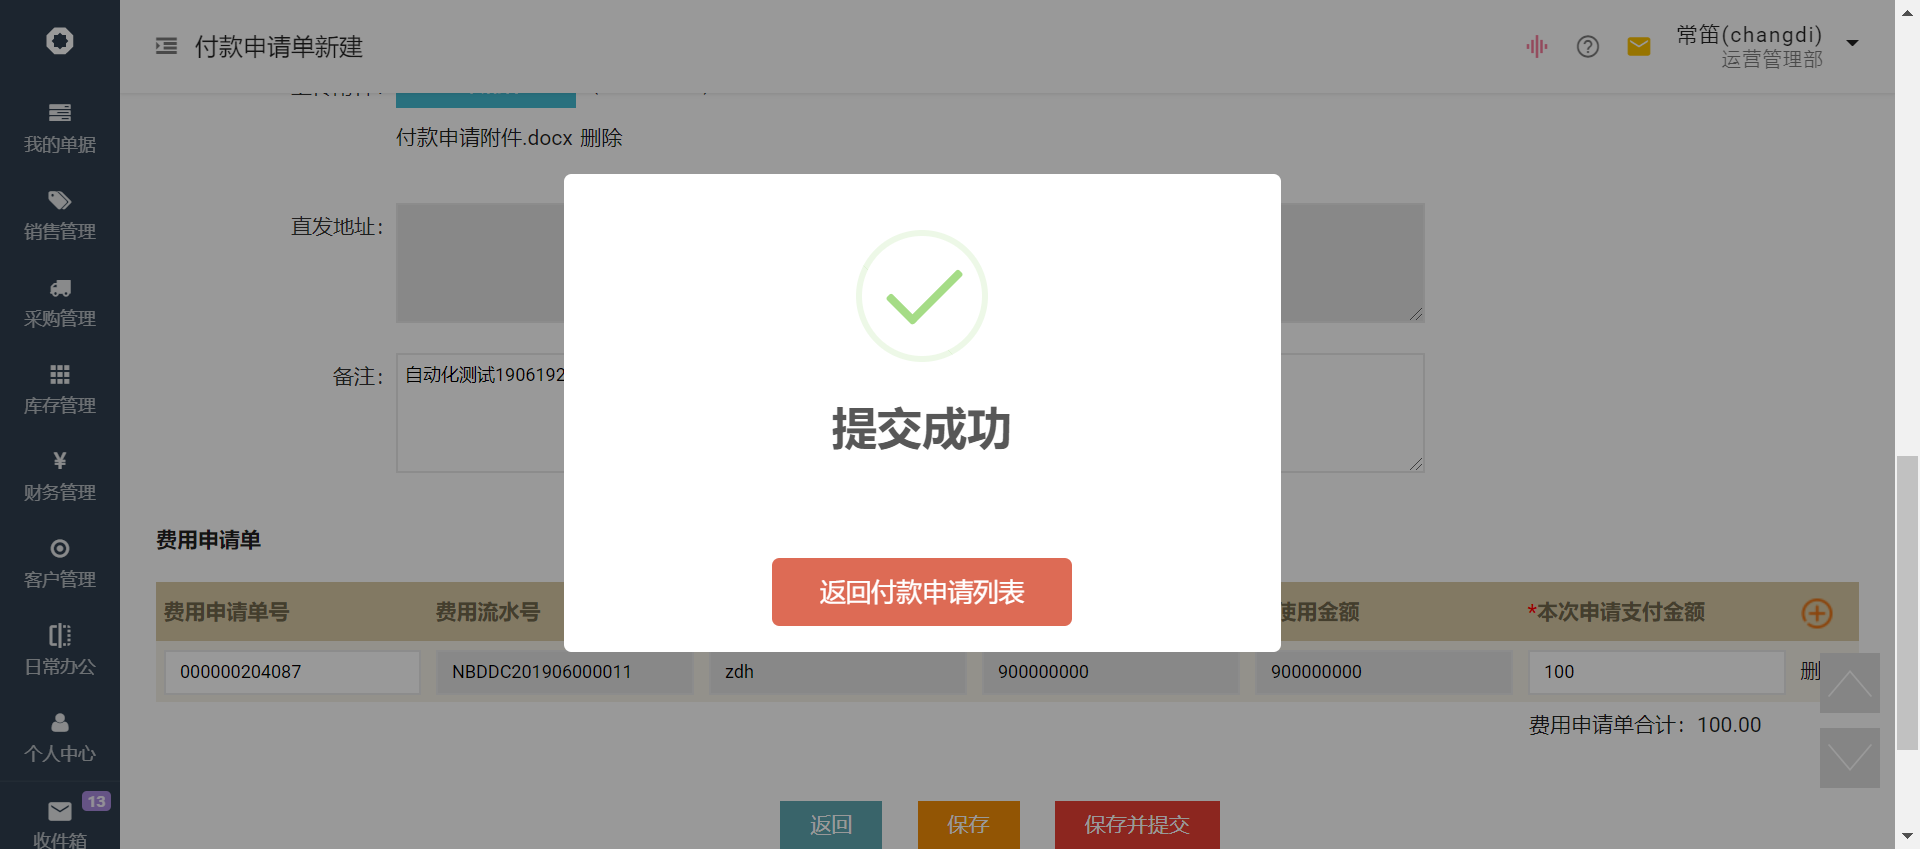 付款申请单新建
常笛(changdi)
运营管理部
我的单据
销售管理
采购管理
库存管理
财务管理
客户管理
日常办公
个人中心
13
收件箱
付款申请附件.docx 删除
直发地址：
备注：
自动化测试1906192
提交成功
返回付款申请列表
费用申请单
费用申请单号 费用流水号 使用金额 *本次申请支付金额
000000204087 NBDDC201906000011 zdh 900000000 900000000 100 删
费用申请单合计：100.00
返回 保存 保存并提交